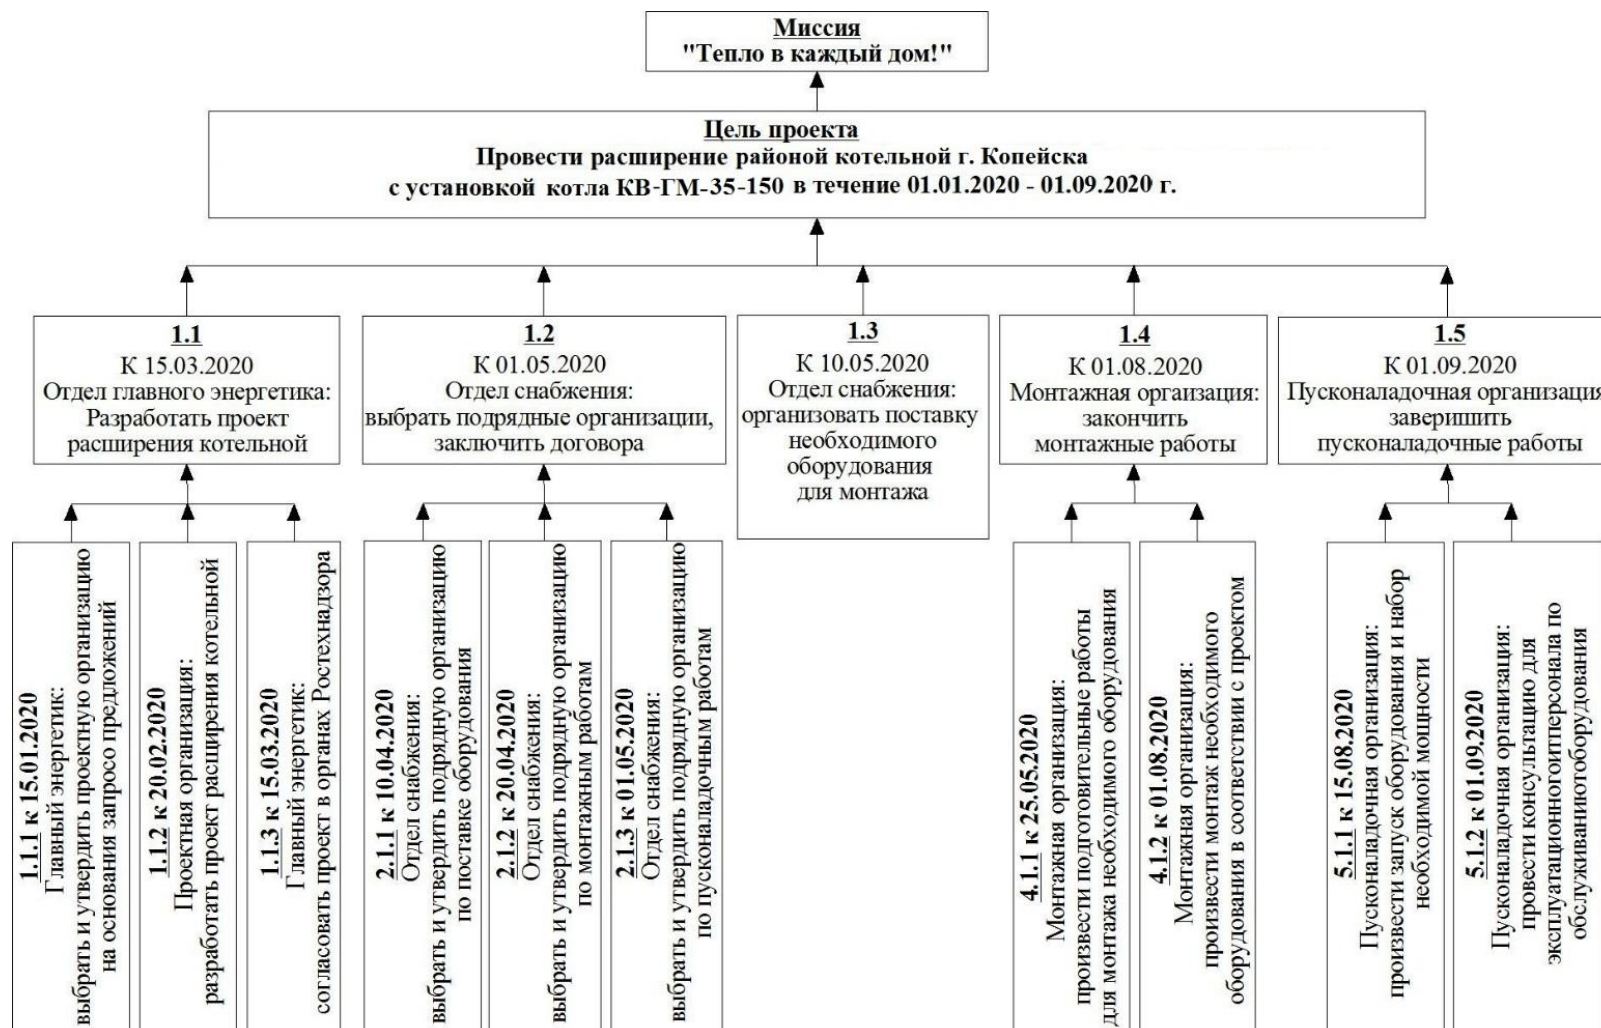 Миссия
"Тепло в каждый дом!"
Цель проекта
Провести расширение районой котельной г. Копейска
с установкой котла КВ-ГМ-35-150 в течение 01.01.2020 - 01.09.2020 г.
1.1
К 15.03.2020
Отдел главного энергетика:
Разработать проект
расширения котельной
1.2
К 01.05.2020
Отдел снабжения:
выбрать подрядные организации,
заключить договора
1.3
К 10.05.2020
Отдел снабжения:
организовать поставку
необходимого
оборудования
для монтажа
1.4
К 01.08.2020
Монтажная оргаизация:
закончить
монтажные работы
1.5
К 01.09.2020
Пусконаладочная организация
заверишить
пусконаладочные работы
1.1.1 к 15.01.2020
Главный энергетик:
выбрать и утвердить проектную организацию
на основания запросо предложений
1.1.2 к 20.02.2020
Проектная организация:
разработать проект расширения котельной
1.1.3 к 15.03.2020
Главный энергетик:
согласовать проект в органах Ростехнадзора
2.1.1 к 10.04.2020
Отдел снабжения:
выбрать и утвердить подрядную организацию
по поставке оборудования
2.1.2 к 20.04.2020
Отдел снабжения:
выбрать и утвердить подрядную организацию
по монтажным работам
2.1.3 к 01.05.2020
Отдел снабжения:
выбрать и утвердить подрядную организацию
по пусконаладочным работам
4.1.1 к 25.05.2020
Монтажная организация:
произвести подготовительные работы
для монтажа необходимого оборудования
4.1.2 к 01.08.2020
Монтажная организация:
произвести монтаж необходимого
оборудования в соответствии с проектом
5.1.1 к 15.08.2020
Пусконаладочная организация:
произвести запуск оборудования и набор
необходимой мощности
5.1.2 к 01.09.2020
Пусконаладочная организация:
провести консультацию для
эксплуатационногоитперсонала по
обслуживаниютоборудования